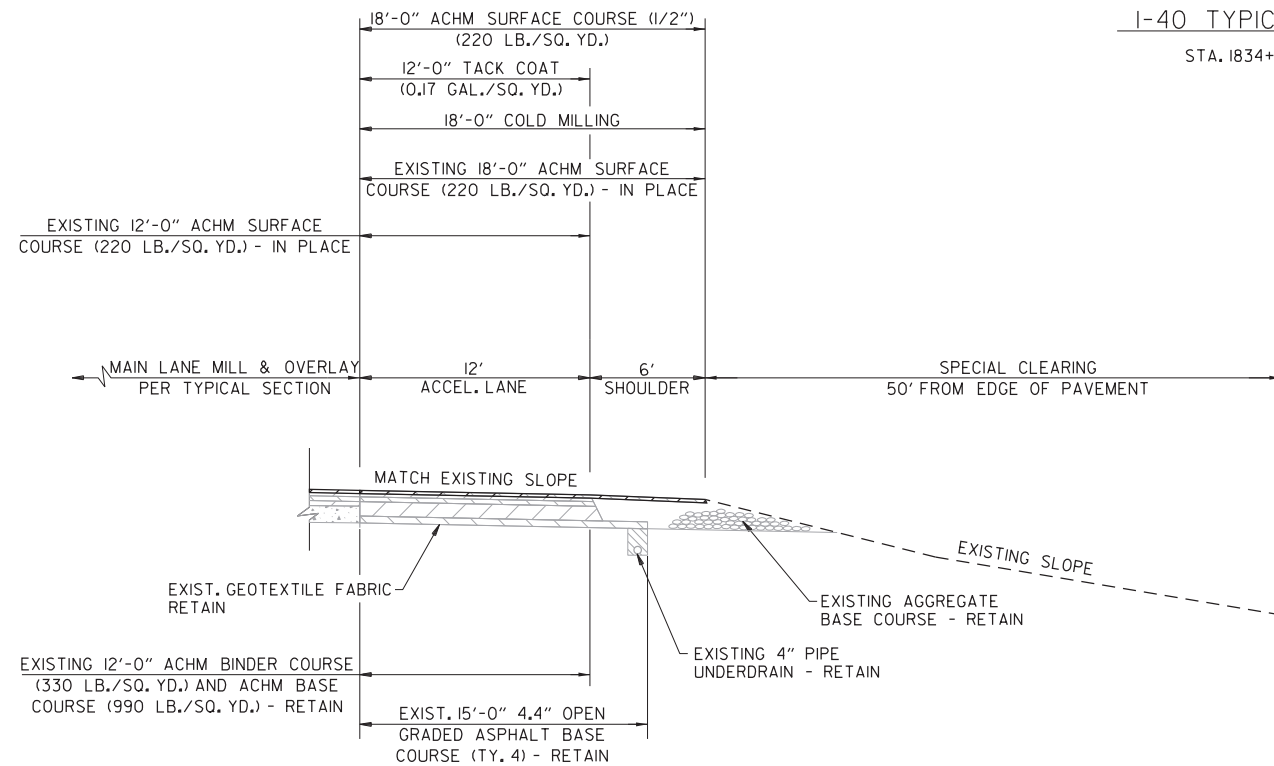 18'-0" ACHM SURFACE COURSE (1/2")
(220 LB./SQ. YD.)
I-40 TYPIC
STA. 1834+
12'-0" TACK COAT
(0.17 GAL./SQ. YD.)
18'-0" COLD MILLING
EXISTING 18'-0" ACHM SURFACE
COURSE (220 LB./SQ. YD.) - IN PLACE
EXISTING 12'-0" ACHM SURFACE
COURSE (220 LB./SQ. YD.) - IN PLACE
MAIN LANE MILL & OVERLAY
PER TYPICAL SECTION
12'
ACCEL. LANE
6'
SHOULDER
SPECIAL CLEARING
50' FROM EDGE OF PAVEMENT
MATCH EXISTING SLOPE
EXISTING SLOPE
EXIST. GEOTEXTILE FABRIC
RETAIN
EXISTING AGGREGATE
BASE COURSE - RETAIN
EXISTING 4" PIPE
UNDERDRAIN - RETAIN
EXISTING 12'-0" ACHM BINDER COURSE
(330 LB./SQ. YD.) AND ACHM BASE
COURSE (990 LB./SQ. YD.) - RETAIN
EXIST. 15'-0" 4.4" OPEN
GRADED ASPHALT BASE
COURSE (TY. 4) - RETAIN